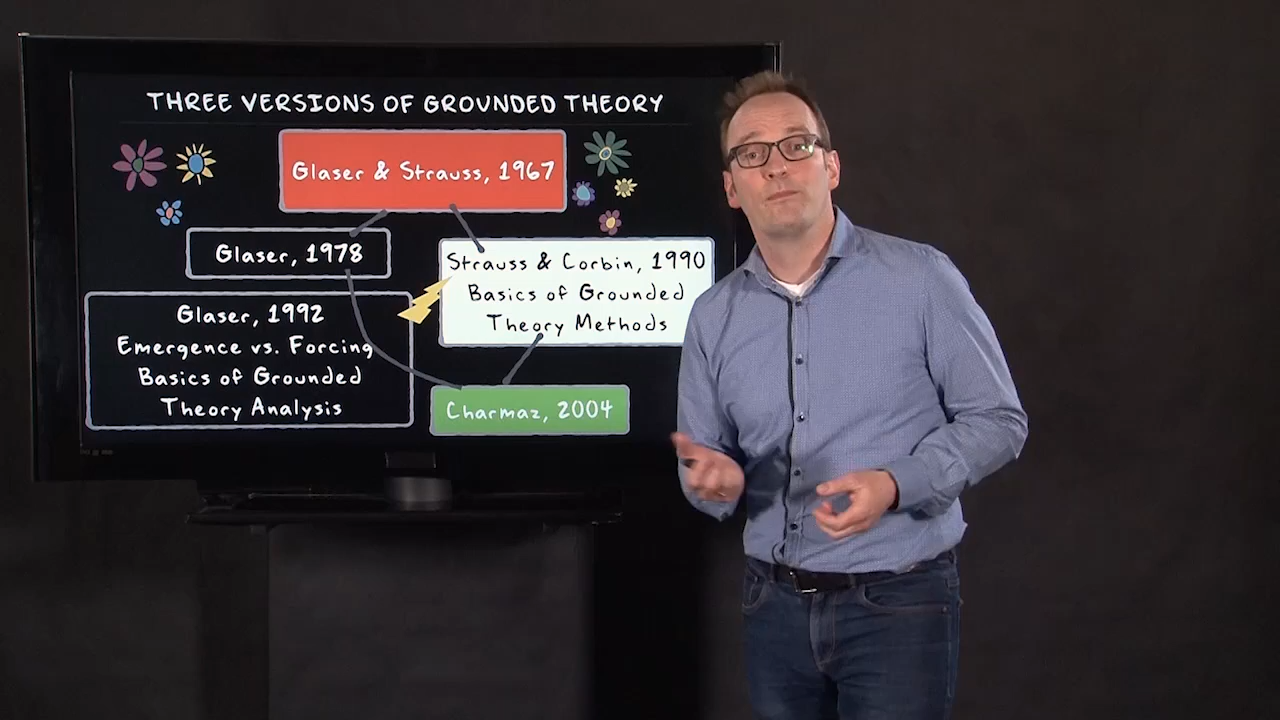 THREE VERSIONS OF GROUNDED THEORY
Glaser & Strauss, 1967
Glaser, 1978
Strauss & Corbin, 1990
Basics of Grounded
Theory Methods
Glaser, 1992
Emergence vs. Forcing
Basics of Grounded
Theory Analysis
Charmaz, 2004